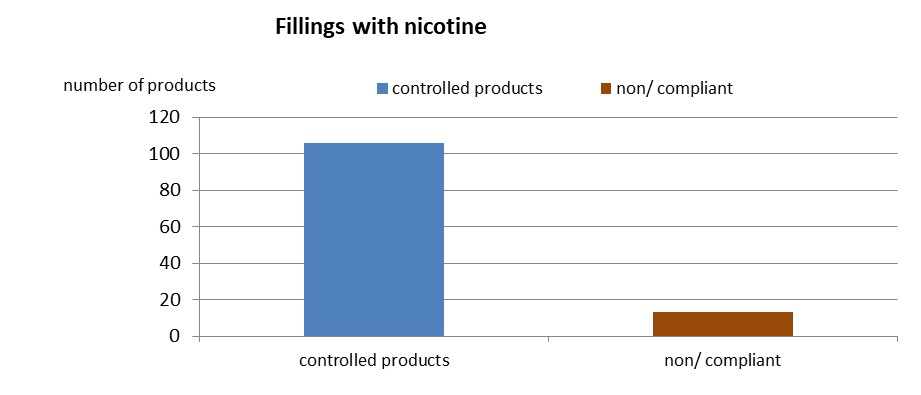 Fillings with nicotine
number of products
controlled products
non/ compliant
120
100
80
60
40
20
0
controlled products
non/ compliant